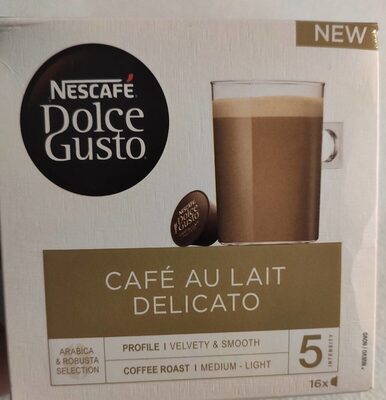 NEW
NESCAFÉ
Dolce
Gusto
CAFÉ AU LAIT
DELICATO
ARABICA
& ROBUSTA
SELECTION
PROFILE | VELVETY & SMOOTH
COFFEE ROAST | MEDIUM - LIGHT
5
INTENSITY
16x